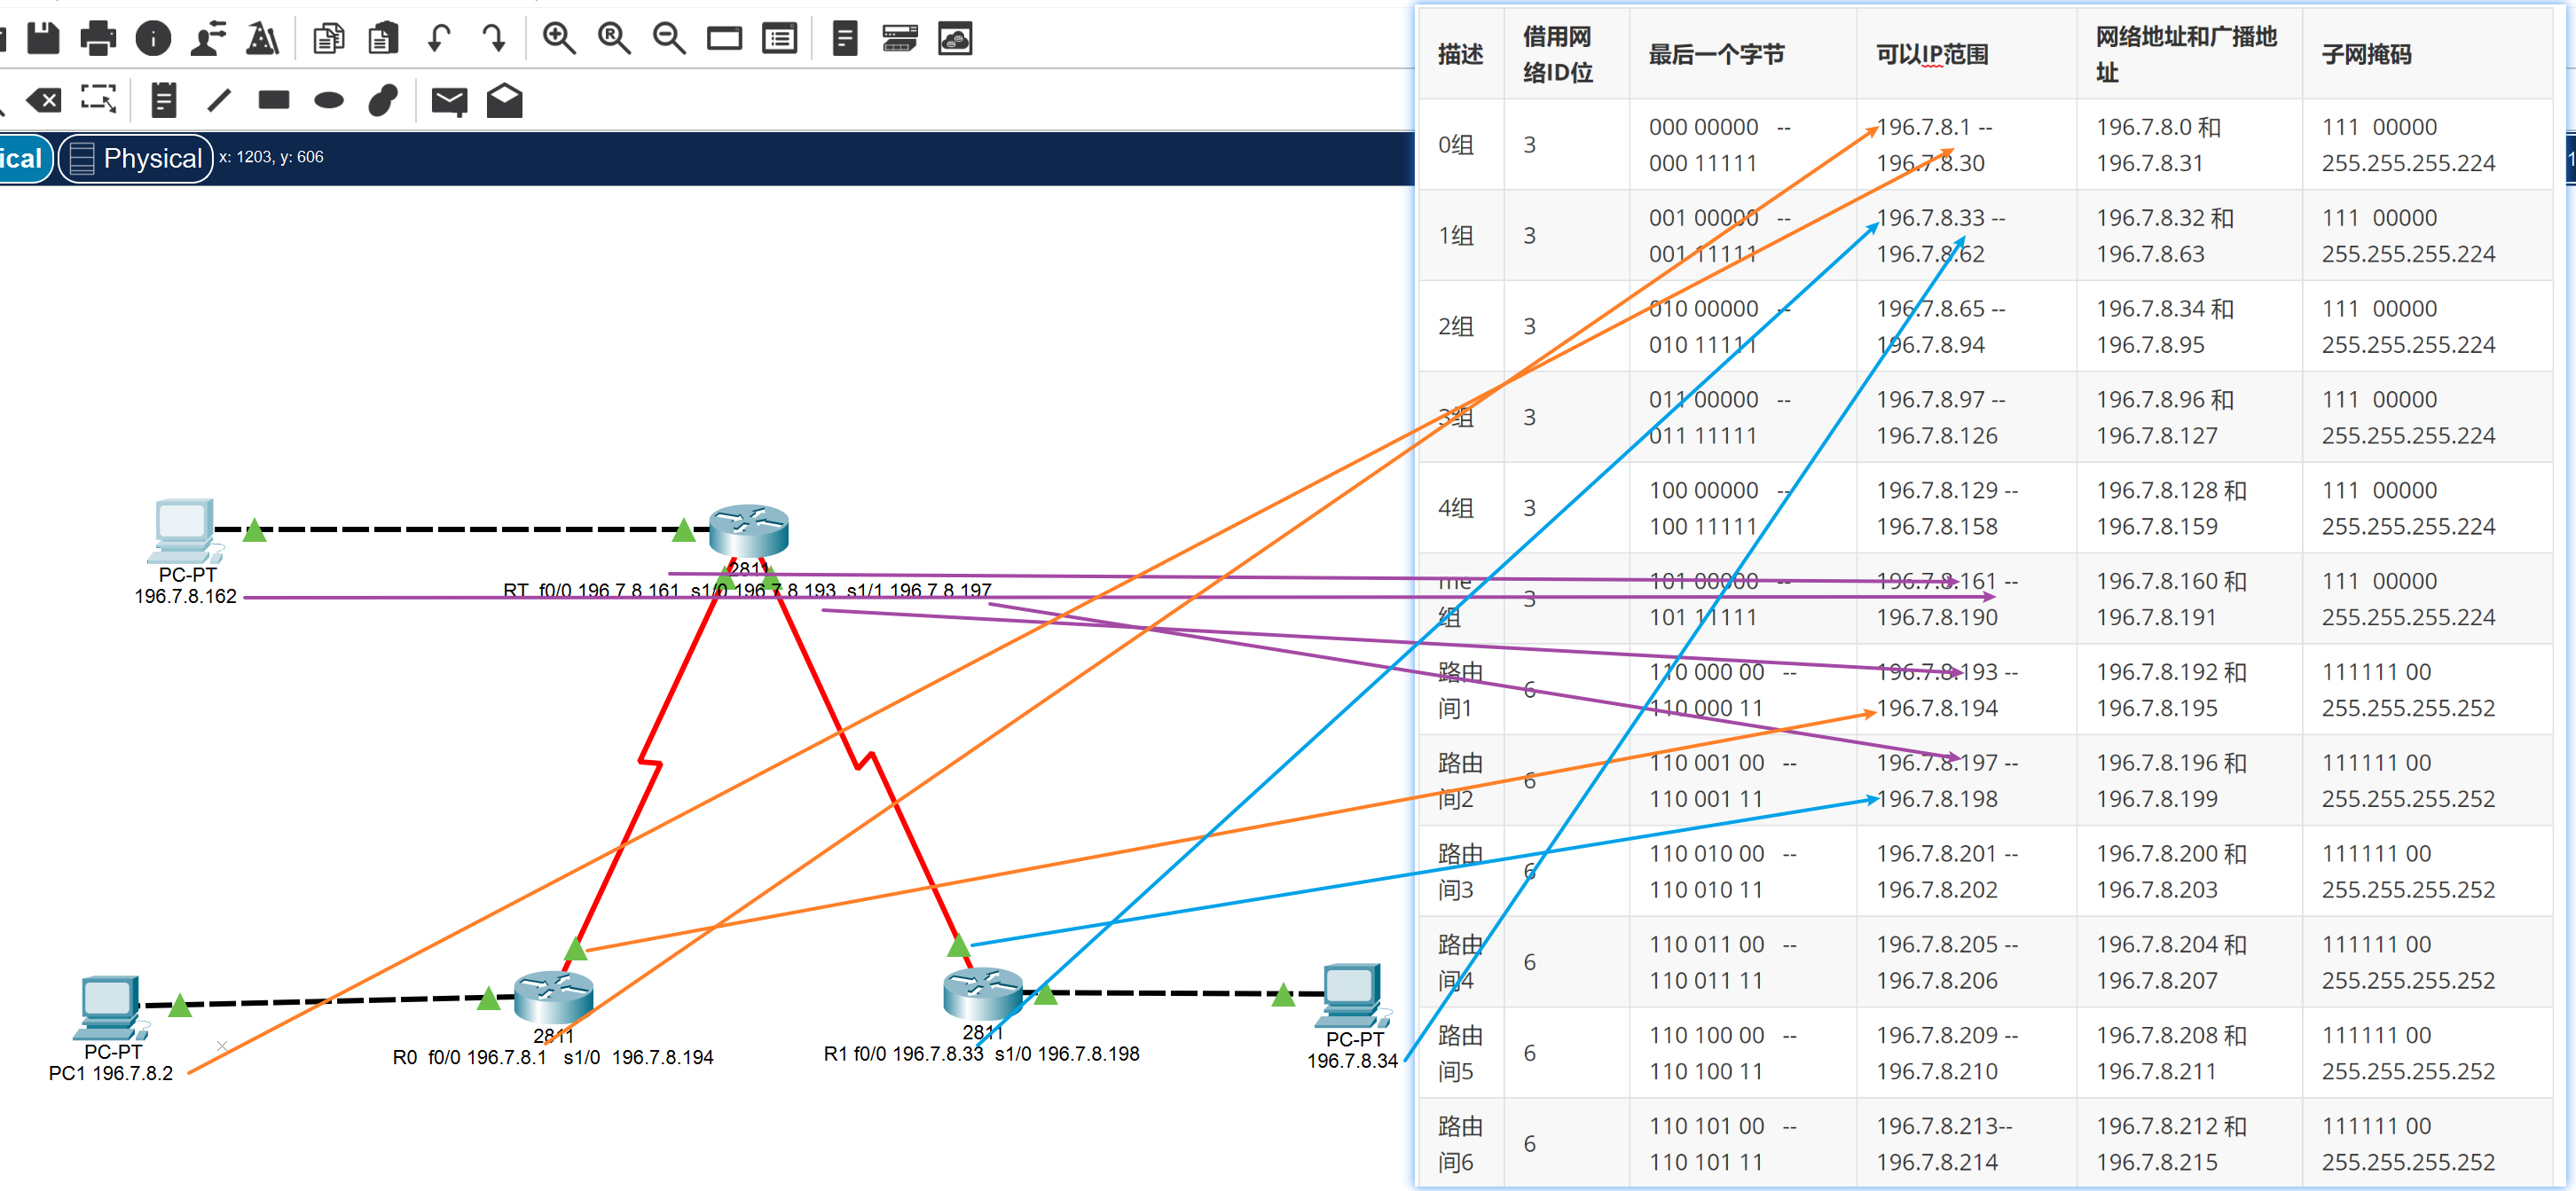 ical
Physical
x: 1203, y: 606
PC-PT
196.7.8.162
2811
RT f0/0 196.7.8.161 s1/0 196.7.8.193 s1/1 196.7.8.197
PC-PT
PC1 196.7.8.2
2811
R0 f0/0 196.7.8.1 s1/0 196.7.8.194
2811
R1 f0/0 196.7.8.33 s1/0 196.7.8.198
PC-PT
196.7.8.34
描述
借用网
络ID位
最后一个字节
可以IP范围
网络地址和广播地
址
子网掩码
0组
3
000 00000 --
000 11111
196.7.8.1 --
196.7.8.30
196.7.8.0 和
196.7.8.31
111 00000
255.255.255.224
1组
3
001 00000 --
001 11111
196.7.8.33 --
196.7.8.62
196.7.8.32 和
196.7.8.63
111 00000
255.255.255.224
2组
3
010 00000 --
010 11111
196.7.8.65 --
196.7.8.94
196.7.8.34 和
196.7.8.95
111 00000
255.255.255.224
3组
3
011 00000 --
011 11111
196.7.8.97 --
196.7.8.126
196.7.8.96 和
196.7.8.127
111 00000
255.255.255.224
4组
3
100 00000 --
100 11111
196.7.8.129 --
196.7.8.158
196.7.8.128 和
196.7.8.159
111 00000
255.255.255.224
me
组
3
101 00000 --
101 11111
196.7.8.161 --
196.7.8.190
196.7.8.160 和
196.7.8.191
111 00000
255.255.255.224
路由
间1
6
110 000 00 --
110 000 11
196.7.8.193 --
196.7.8.194
196.7.8.192 和
196.7.8.195
111111 00
255.255.255.252
路由
间2
6
110 001 00 --
110 001 11
196.7.8.197 --
196.7.8.198
196.7.8.196 和
196.7.8.199
111111 00
255.255.255.252
路由
间3
6
110 010 00 --
110 010 11
196.7.8.201 --
196.7.8.202
196.7.8.200 和
196.7.8.203
111111 00
255.255.255.252
路由
间4
6
110 011 00 --
110 011 11
196.7.8.205 --
196.7.8.206
196.7.8.204 和
196.7.8.207
111111 00
255.255.255.252
路由
间5
6
110 100 00 --
110 100 11
196.7.8.209 --
196.7.8.210
196.7.8.208 和
196.7.8.211
111111 00
255.255.255.252
路由
间6
6
110 101 00 --
110 101 11
196.7.8.213--
196.7.8.214
196.7.8.212 和
196.7.8.215
111111 00
255.255.255.252